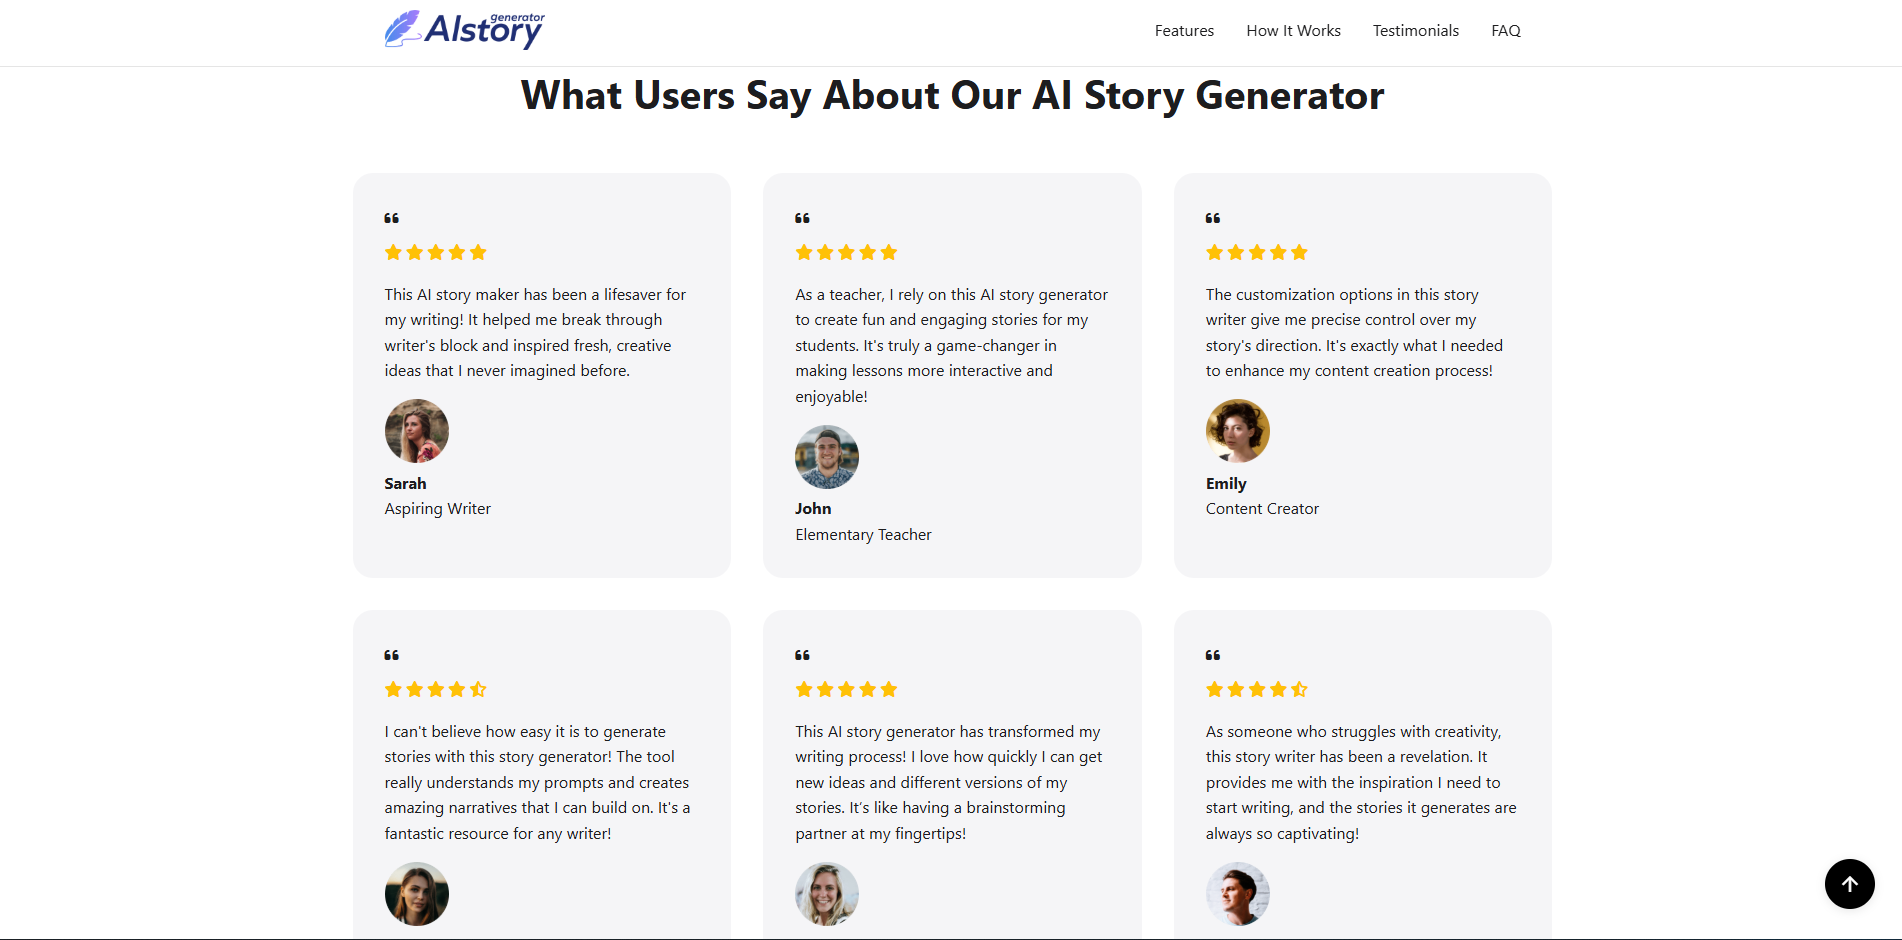 AIstory generator
Features
How It Works
Testimonials
FAQ
What Users Say About Our AI Story Generator
“
This AI story maker has been a lifesaver for
my writing! It helped me break through
writer's block and inspired fresh, creative
ideas that I never imagined before.
Sarah
Aspiring Writer
“
As a teacher, I rely on this AI story generator
to create fun and engaging stories for my
students. It's truly a game-changer in
making lessons more interactive and
enjoyable!
John
Elementary Teacher
“
The customization options in this story
writer give me precise control over my
story's direction. It's exactly what I needed
to enhance my content creation process!
Emily
Content Creator
“
I can't believe how easy it is to generate
stories with this story generator! The tool
really understands my prompts and creates
amazing narratives that I can build on. It's a
fantastic resource for any writer!
“
This AI story generator has transformed my
writing process! I love how quickly I can get
new ideas and different versions of my
stories. It’s like having a brainstorming
partner at my fingertips!
“
As someone who struggles with creativity,
this story writer has been a revelation. It
provides me with the inspiration I need to
start writing, and the stories it generates are
always so captivating!